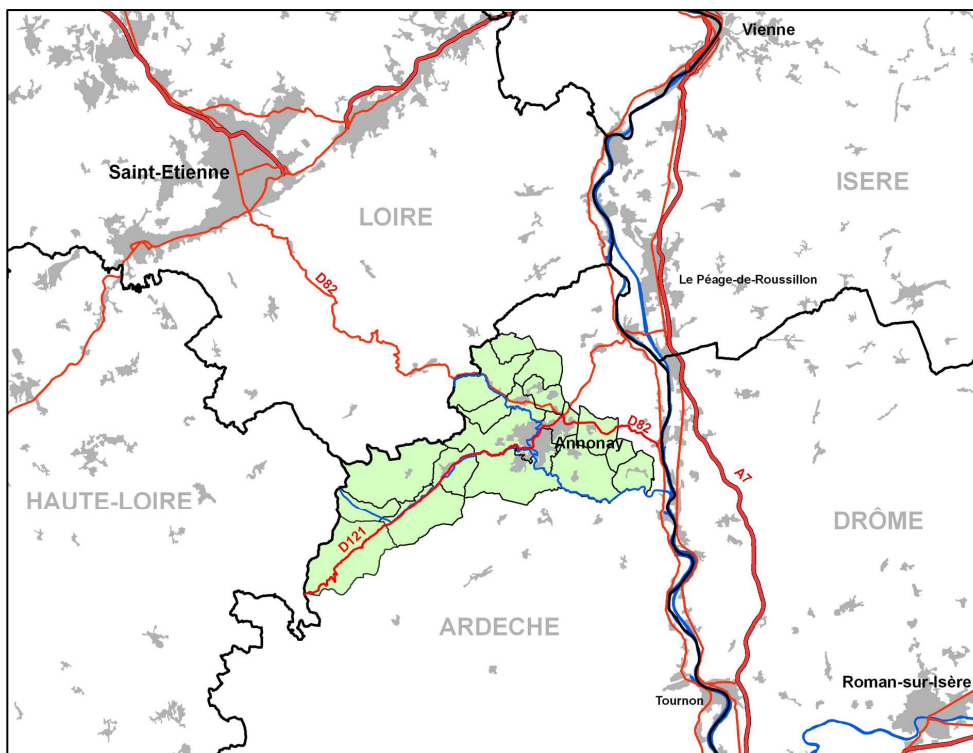 Vienne
Saint-Etienne
ISERE
LOIRE
Le Péage-de-Roussillon
D82
D82
Annonay
A7
HAUTE-LOIRE
DRÔME
D121
ARDECHE
Roman-sur-Isère
Tournon